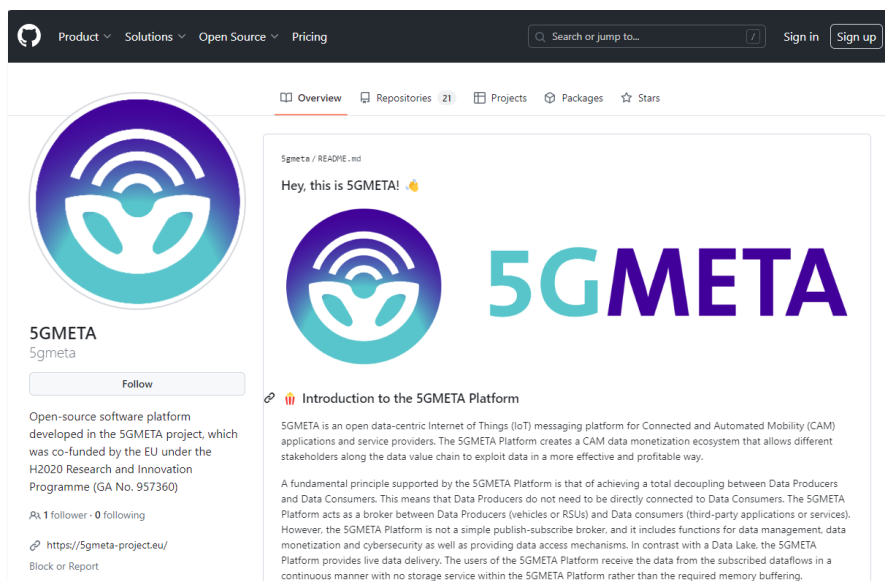 Product Solutions Open Source Pricing Search or jump to... / Sign in Sign up
Overview Repositories 21 Projects Packages Stars
5gmeta / README.md
Hey, this is 5GMETA! 👋
5GMETA
5GMETA
5gmeta
Follow
Open-source software platform
developed in the 5GMETA project, which
was co-funded by the EU under the
H2020 Research and Innovation
Programme (GA No. 957360)
1 follower · 0 following
https://5gmeta-project.eu/
Block or Report
🍿 Introduction to the 5GMETA Platform
5GMETA is an open data-centric Internet of Things (IoT) messaging platform for Connected and Automated Mobility (CAM)
applications and service providers. The 5GMETA Platform creates a CAM data monetization ecosystem that allows different
stakeholders along the data value chain to exploit data in a more effective and profitable way.
A fundamental principle supported by the 5GMETA Platform is that of achieving a total decoupling between Data Producers
and Data Consumers. This means that Data Producers do not need to be directly connected to Data Consumers. The 5GMETA
Platform acts as a broker between Data Producers (vehicles or RSUs) and Data consumers (third-party applications or services).
However, the 5GMETA Platform is not a simple publish-subscribe broker, and it includes functions for data management, data
monetization and cybersecurity as well as providing data access mechanisms. In contrast with a Data Lake, the 5GMETA
Platform provides live data delivery. The users of the 5GMETA Platform receive the data from the subscribed dataflows in a
continuous manner with no storage service within the 5GMETA Platform rather than the required memory buffering.